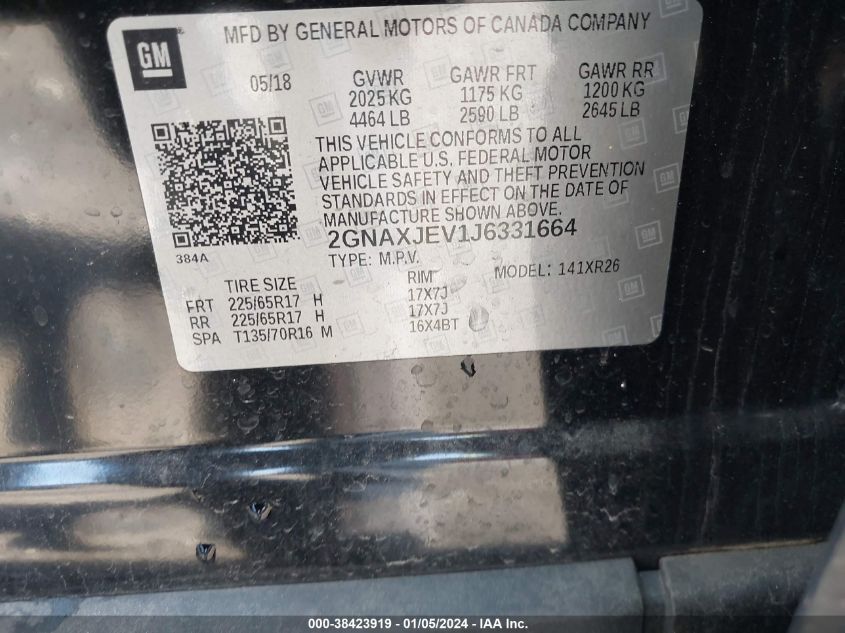 MFD BY GENERAL MOTORS OF CANADA COMPANY
GM
05/18 GVWR GAWR FRT GAWR RR
2025 KG 1175 KG 1200 KG
4464 LB 2590 LB 2645 LB
THIS VEHICLE CONFORMS TO ALL
APPLICABLE U.S. FEDERAL MOTOR
VEHICLE SAFETY AND THEFT PREVENTION
STANDARDS IN EFFECT ON THE DATE OF
MANUFACTURE SHOWN ABOVE.
2GNAXJEV1J6331664
384A
TYPE: M.P.V. MODEL: 141XR26
TIRE SIZE RIM
FRT 225/65R17 H 17X7J
RR 225/65R17 H 17X7J
SPA T135/70R16 M 16X4BT
000-38423919 - 01/05/2024 - IAA Inc.